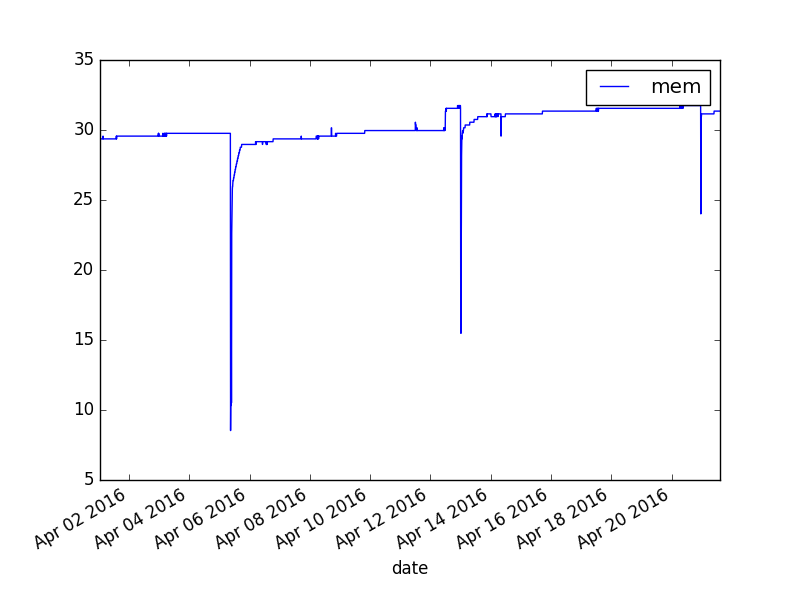 35
mem
30
25
20
15
10
5
Apr 02 2016
Apr 04 2016
Apr 06 2016
Apr 08 2016
Apr 10 2016
Apr 12 2016
Apr 14 2016
Apr 16 2016
Apr 18 2016
Apr 20 2016
date